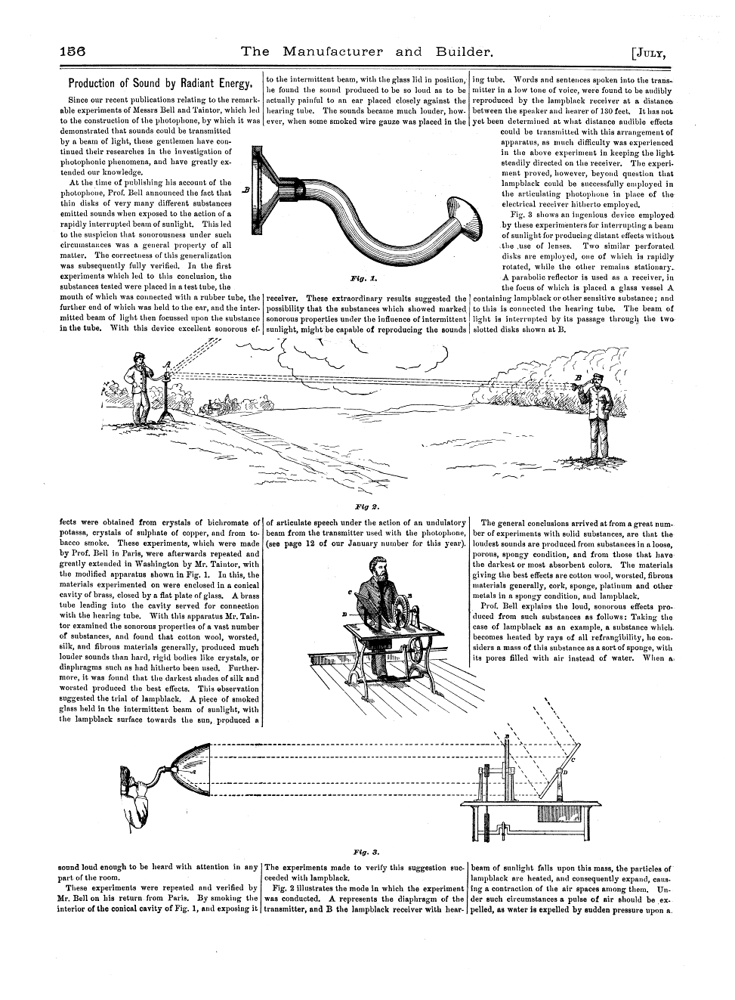 156
The Manufacturer and Builder.
[JULY,
Production of Sound by Radiant Energy.
Since our recent publications relating to the remark-
able experiments of Messrs Bell and Taintor, which led
to the construction of the photophone, by which it was
demonstrated that sounds could be transmitted
by a beam of light, these gentlemen have con-
tinued their researches in the investigation of
photophonic phenomena, and have greatly ex-
tended our knowledge.
At the time of publishing his account of the
photophone, Prof. Bell announced the fact that
thin disks of very many different substances
emitted sounds when exposed to the action of a
rapidly interrupted beam of sunlight. This led
to the suspicion that sonorousness under such
circumstances was a general property of all
matter. The correctness of this generalization
was subsequently fully verified. In the first
experiments which led to this conclusion, the
substances tested were placed in a test tube, the
mouth of which was connected with a rubber tube, the
further end of which was held to the ear, and the inter-
mitted beam of light then focussed upon the substance
in the tube. With this device excellent sonorous ef-
fects were obtained from crystals of bichromate of
potassa, crystals of sulphate of copper, and from to-
bacco smoke. These experiments, which were made
by Prof. Bell in Paris, were afterwards repeated and
greatly extended in Washington by Mr. Taintor, with
the modified apparatus shown in Fig. 1. In this, the
materials experimented on were enclosed in a conical
cavity of brass, closed by a flat plate of glass. A brass
tube leading into the cavity served for connection
with the hearing tube. With this apparatus Mr. Tain-
tor examined the sonorous properties of a vast number
of substances, and found that cotton wool, worsted,
silk, and fibrous materials generally, produced much
louder sounds than hard, rigid bodies like crystals, or
diaphragms such as had hitherto been used. Further-
more, it was found that the darkest shades of silk and
worsted produced the best effects. This observation
suggested the trial of lampblack. A piece of smoked
glass held in the intermittent beam of sunlight, with
the lampblack surface towards the sun, produced a
sound loud enough to be heard with attention in any
part of the room.
These experiments were repeated and verified by
Mr. Bell on his return from Paris. By smoking the
interior of the conical cavity of Fig. 1, and exposing it
to the intermittent beam, with the glass lid in position,
he found the sound produced to be so loud as to be
actually painful to an ear placed closely against the
hearing tube. The sounds became much louder, how-
ever, when some smoked wire gauze was placed in the
B
Fig. 1.
receiver. These extraordinary results suggested the
possibility that the substances which showed marked
sonorous properties under the influence of intermittent
sunlight, might be capable of reproducing the sounds
A
B
Fig 2.
of articulate speech under the action of an undulatory
beam from the transmitter used with the photophone,
(see page 12 of our January number for this year).
C
B
D
A
B
C
D
Fig. 3.
The experiments made to verify this suggestion suc-
ceeded with lampblack.
Fig. 2 illustrates the mode in which the experiment
was conducted. A represents the diaphragm of the
transmitter, and B the lampblack receiver with hear-
ing tube. Words and sentences spoken into the trans-
mitter in a low tone of voice, were found to be audibly
reproduced by the lampblack receiver at a distance
between the speaker and hearer of 130 feet. It has not
yet been determined at what distance audible effects
could be transmitted with this arrangement of
apparatus, as much difficulty was experienced
in the above experiment in keeping the light
steadily directed on the receiver. The experi-
ment proved, however, beyond question that
lampblack could be successfully employed in
the articulating photophone in place of the
electrical receiver hitherto employed.
Fig. 3 shows an ingenious device employed
by these experimenters for interrupting a beam
of sunlight for producing distant effects without
the use of lenses. Two similar perforated
disks are employed, one of which is rapidly
rotated, while the other remains stationary.
A parabolic reflector is used as a receiver, in
the focus of which is placed a glass vessel A
containing lampblack or other sensitive substance; and
to this is connected the hearing tube. The beam of
light is interrupted by its passage through the two
slotted disks shown at B.
The general conclusions arrived at from a great num-
ber of experiments with solid substances, are that the
loudest sounds are produced from substances in a loose,
porous, spongy condition, and from those that have
the darkest or most absorbent colors. The materials
giving the best effects are cotton wool, worsted, fibrous
materials generally, cork, sponge, platinum and other
metals in a spongy condition, and lampblack.
Prof. Bell explains the loud, sonorous effects pro-
duced from such substances as follows: Taking the
case of lampblack as an example, a substance which
becomes heated by rays of all refrangibility, he con-
siders a mass of this substance as a sort of sponge, with
its pores filled with air instead of water. When a
beam of sunlight falls upon this mass, the particles of
lampblack are heated, and consequently expand, caus-
ing a contraction of the air spaces among them. Un-
der such circumstances a pulse of air should be ex-
pelled, as water is expelled by sudden pressure upon a